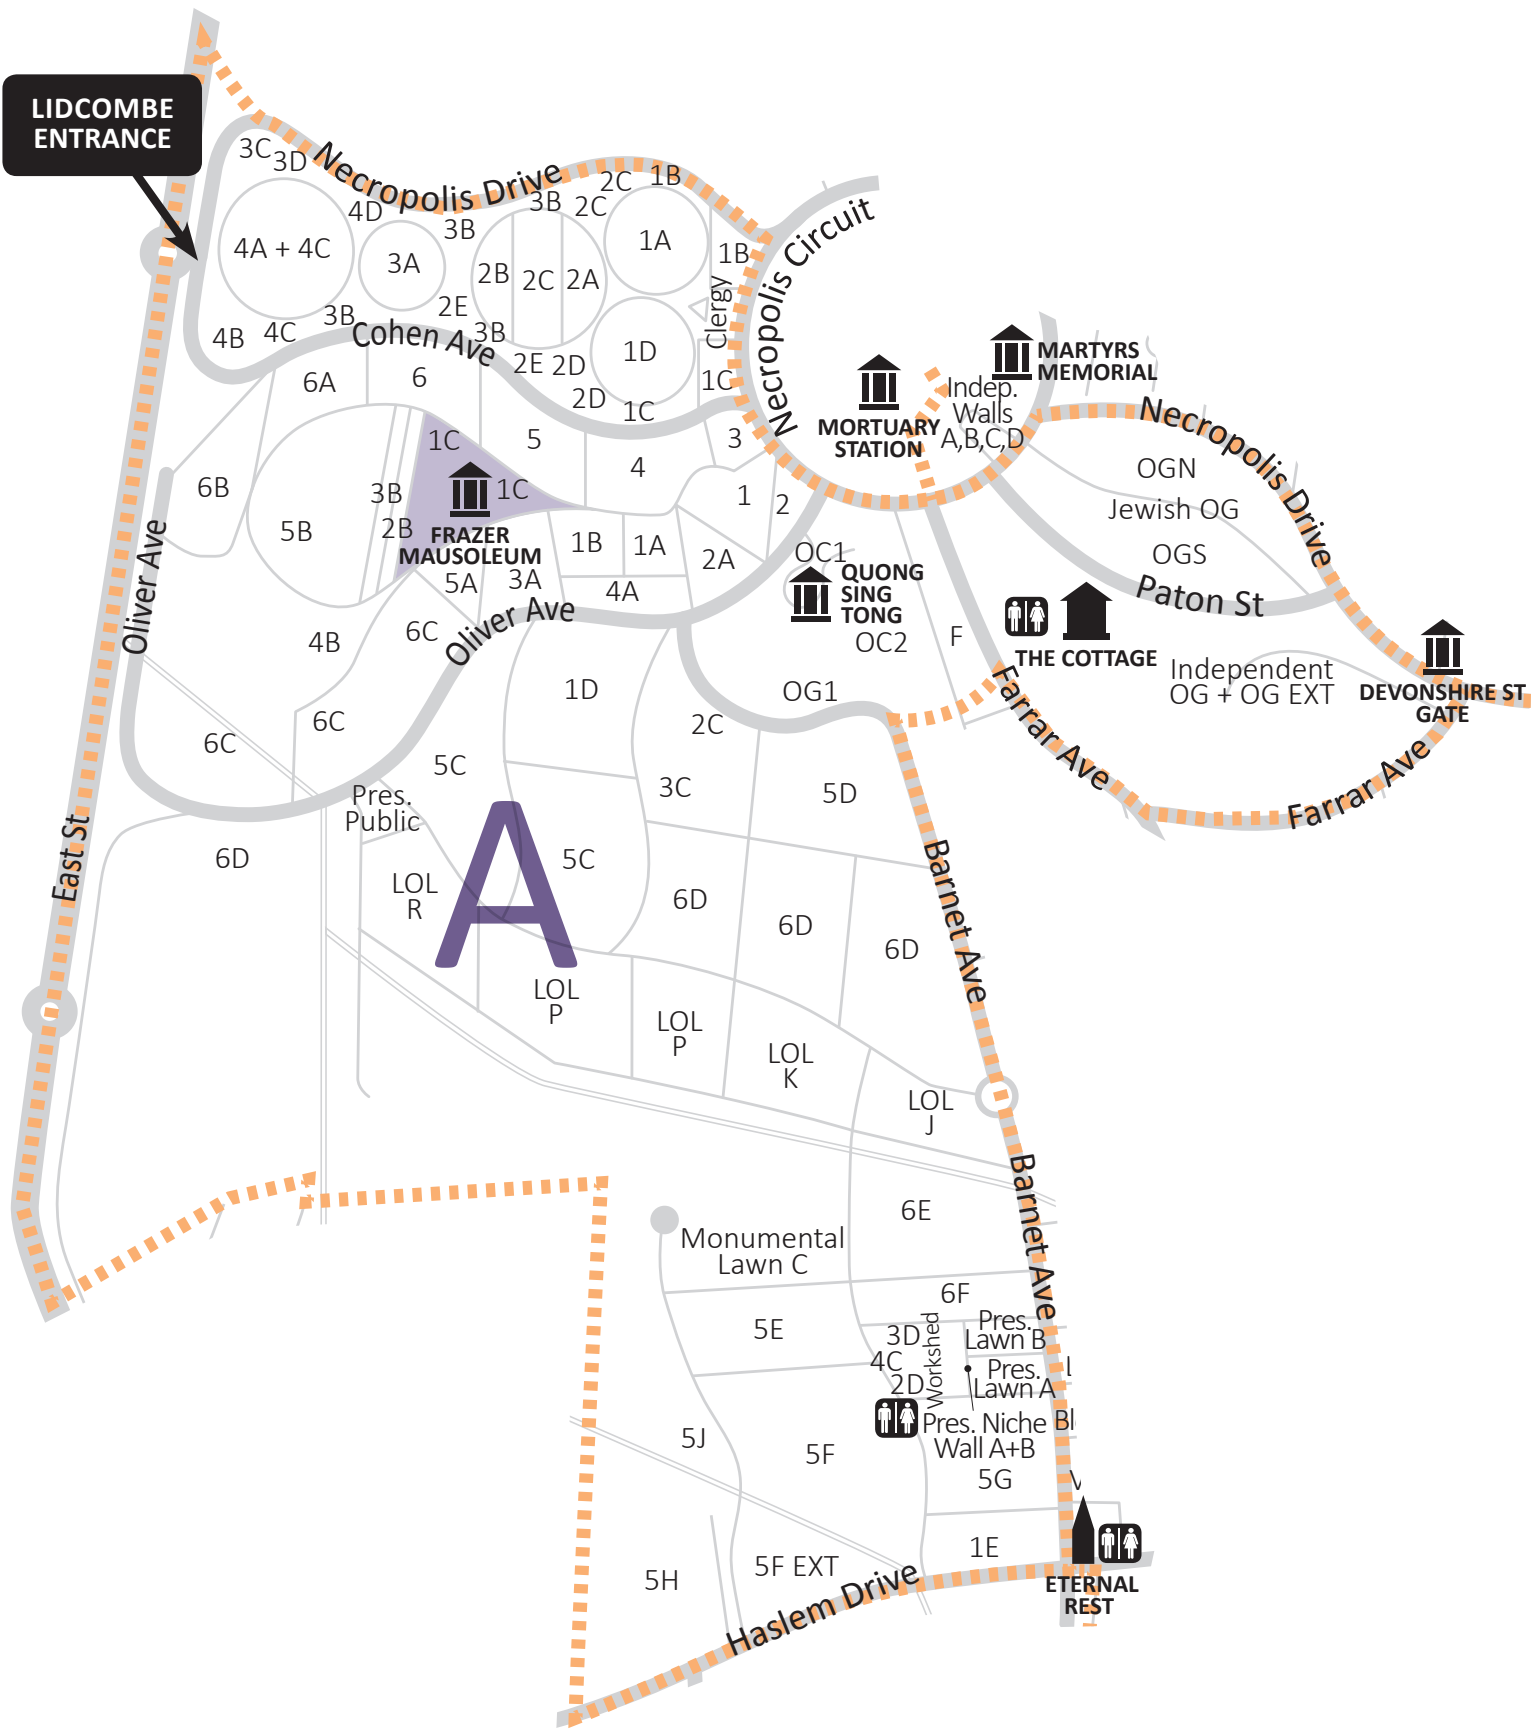 LIDCOMBE
ENTRANCE
3C
3D
Necropolis Drive
2C
1B
4D
3B
3B
2C
4A + 4C
3A
2B
2C
2A
1A
1B
Clergy
Necropolis Circuit
4B
4C
3B
Cohen Ave
2E
3B
2E
2D
1D
2D
1C
1C
6A
6
5
4
3
MORTUARY
STATION
MARTYRS
MEMORIAL
Indep.
Walls
A,B,C,D
Necropolis Drive
OGN
Jewish OG
OGS
Paton St
6B
5B
3B
2B
1C
1C
FRAZER
MAUSOLEUM
1
2
1B
1A
2A
5A
3A
4A
Oliver Ave
Oliver Ave
OC1
QUONG
SING
TONG
OC2
F
THE COTTAGE
Independent
OG + OG EXT
DEVONSHIRE ST
GATE
Farrar Ave
Farrar Ave
4B
6C
6C
6C
1D
OG1
2C
5C
3C
5D
Pres.
Public
A
East St
6D
LOL
R
5C
6D
6D
6D
Barnet Ave
LOL
P
LOL
P
LOL
K
LOL
J
Barnet Ave
6E
Monumental
Lawn C
6F
5E
3D
4C
2D
Workshed
Pres.
Lawn B
Pres.
Lawn A
Pres. Niche
Wall A+B
5J
5F
5G
1E
5H
5F EXT
Haslem Drive
ETERNAL
REST